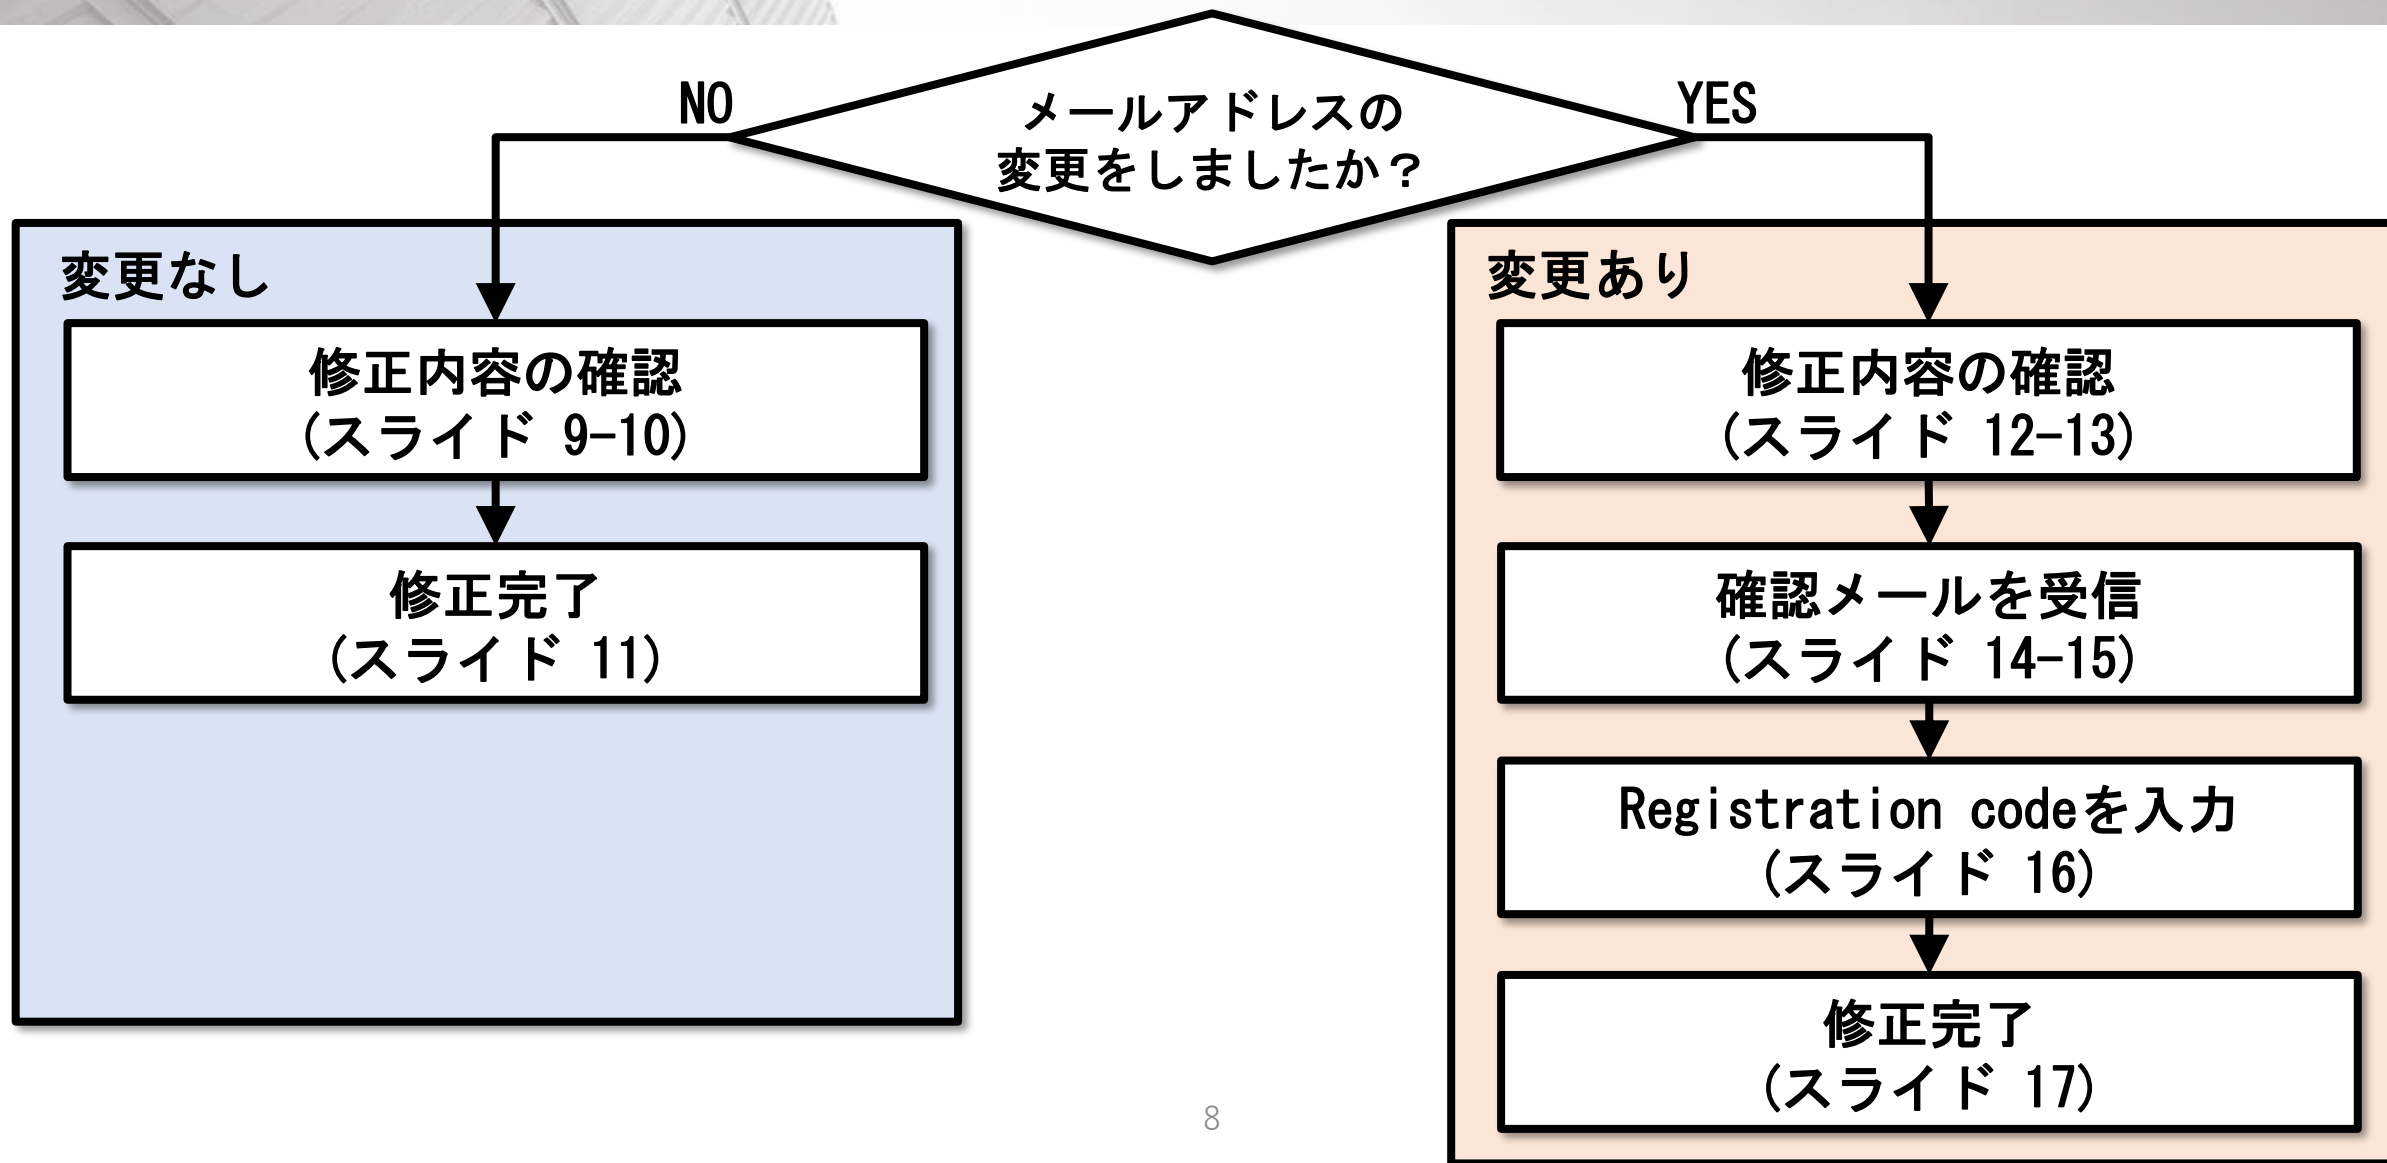 メールアドレスの
変更をしましたか？
NO
YES
変更なし
修正内容の確認
(スライド 9-10)
修正完了
(スライド 11)
変更あり
修正内容の確認
(スライド 12-13)
確認メールを受信
(スライド 14-15)
Registration codeを入力
(スライド 16)
修正完了
(スライド 17)
8